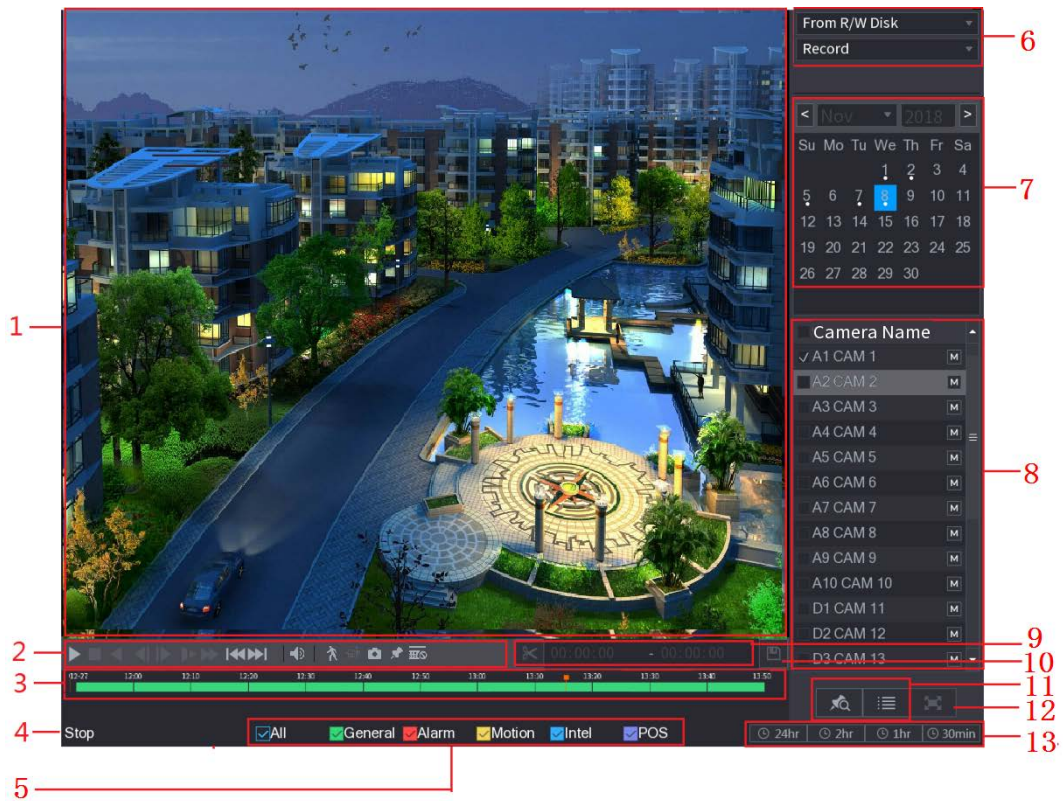 From R/W Disk
6
Record
< Nov 2018 >
Su Mo Tu We Th Fr Sa
1 2 3 4
5 6 7 8 9 10 11
7
12 13 14 15 16 17 18
19 20 21 22 23 24 25
26 27 28 29 30
1
Camera Name
A1 CAM 1 M
A2 CAM 2 M
A3 CAM 3 M
A4 CAM 4 M
A5 CAM 5 M
8
A6 CAM 6 M
A7 CAM 7 M
A8 CAM 8 M
A9 CAM 9 M
A10 CAM 10 M
D1 CAM 11 M
D2 CAM 12 M
D3 CAM 13 M
9
2
00:00:00 - 00:00:00
10
3
12-27 12:00 12:10 12:20 12:30 12:40 12:50 13:00 13:10 13:20 13:30 13:40 13:50
11
12
4
Stop
All General Alarm Motion Intel POS
24hr 2hr 1hr 30min
13
5